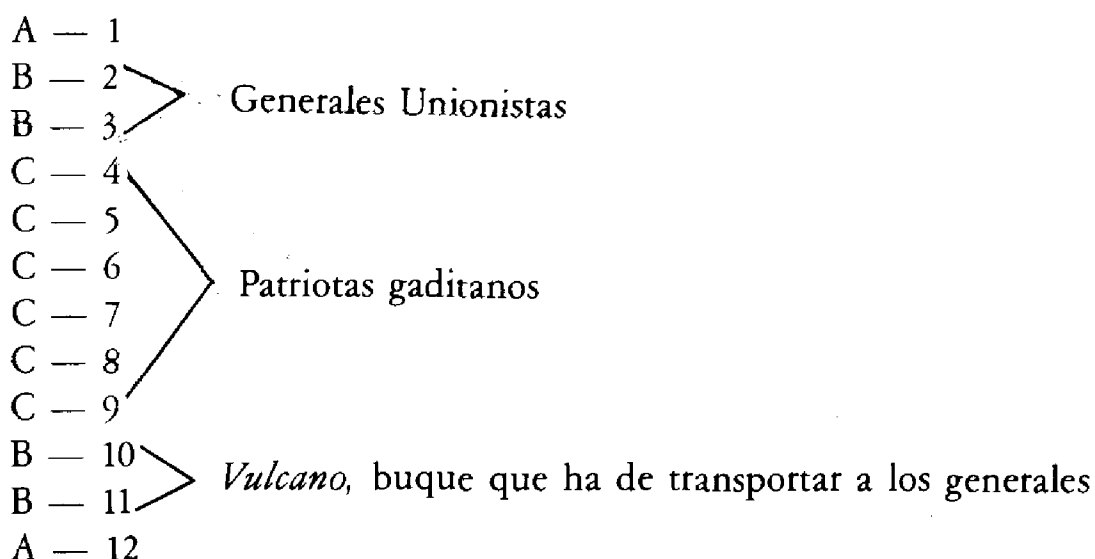 A — 1
B — 2
Generales Unionistas
B — 3
C — 4
C — 5
C — 6
Patriotas gaditanos
C — 7
C — 8
C — 9
B — 10
Vulcano, buque que ha de transportar a los generales
B — 11
A — 12